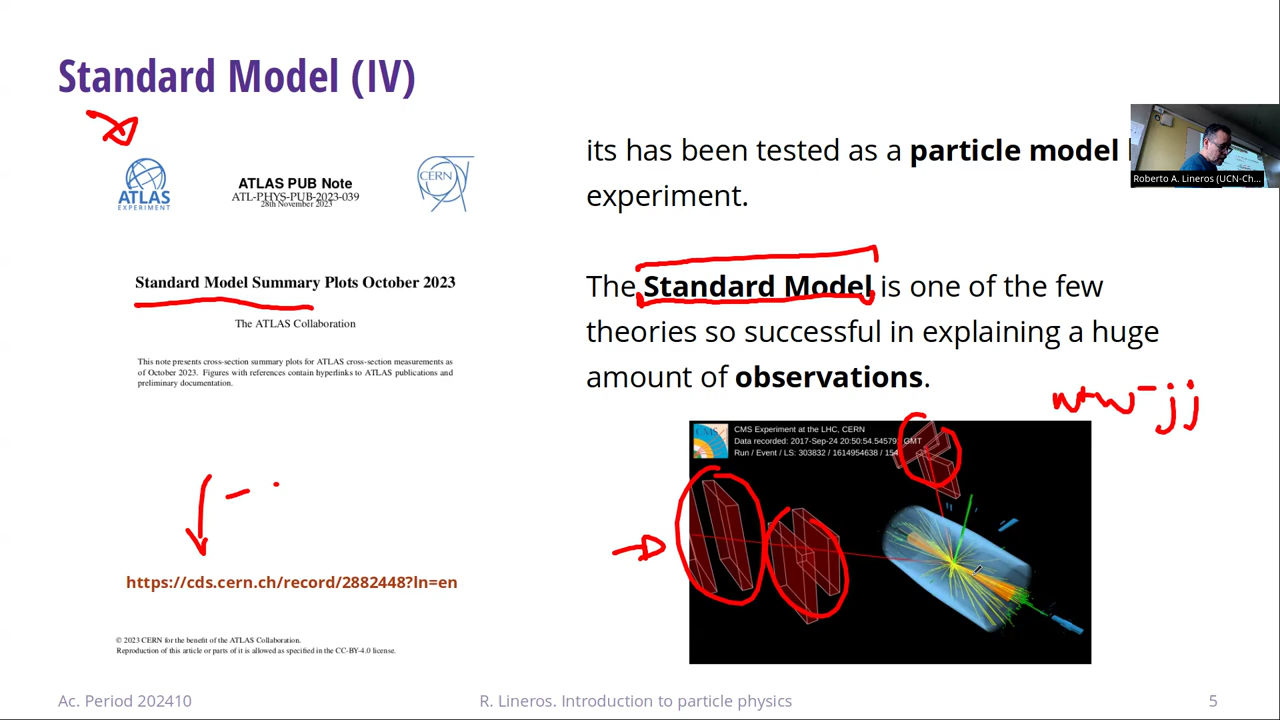 Standard Model (IV)
ATLAS
EXPERIMENT
ATLAS PUB Note
ATL-PHYS-PUB-2023-039
28th November 2023
CERN
Standard Model Summary Plots October 2023
The ATLAS Collaboration
This note presents cross-section summary plots for ATLAS cross-section measurements as
of October 2023. Figures with references contain hyperlinks to ATLAS publications and
preliminary documentation.
https://cds.cern.ch/record/2882448?ln=en
© 2023 CERN for the benefit of the ATLAS Collaboration.
Reproduction of this article or parts of it is allowed as specified in the CC-BY-4.0 license.
its has been tested as a particle model
experiment.
Roberto A. Lineros (UCN-Ch...
The Standard Model is one of the few
theories so successful in explaining a huge
amount of observations.
w+w-jj
CMS Experiment at the LHC, CERN
Data recorded: 2017-Sep-24 20:50:54.54579 GMT
Run / Event / LS: 303832 / 1614954638 / 154
Ac. Period 202410
R. Lineros. Introduction to particle physics
5